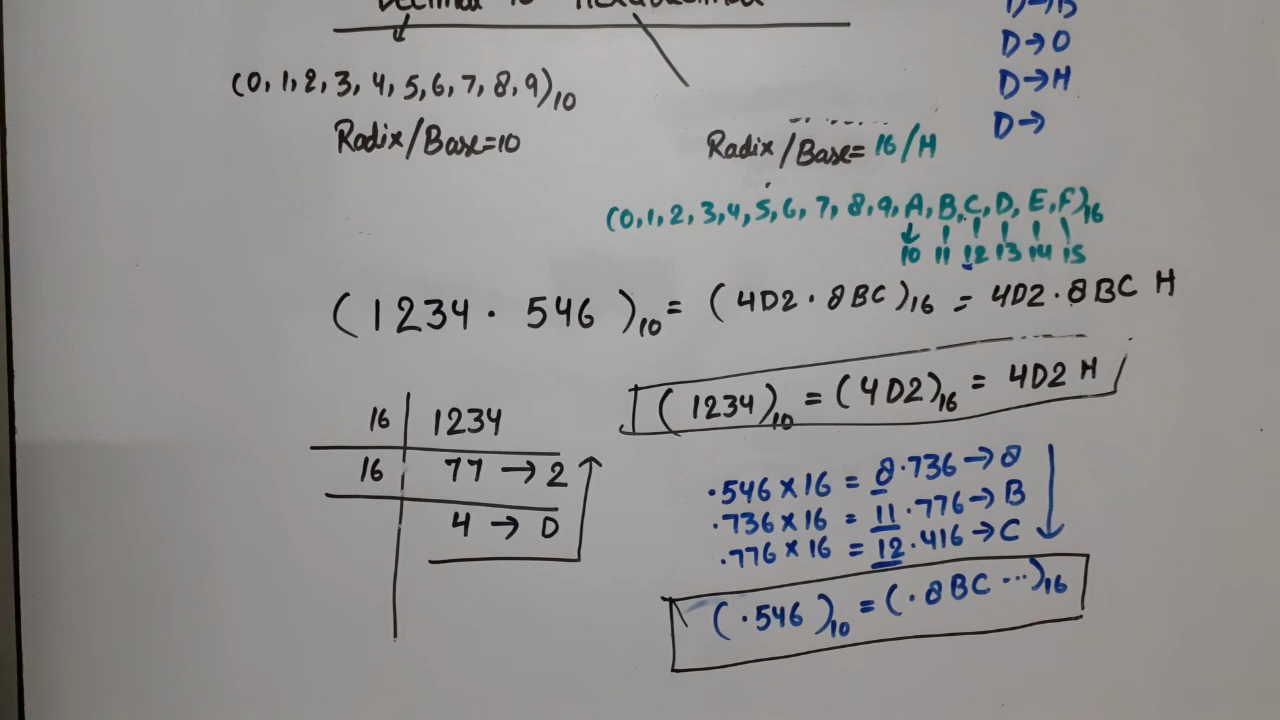 Decimal to Hexadecimal
D→B
D→O
D→H
D→
(0, 1, 2, 3, 4, 5, 6, 7, 8, 9)10
Radix/Base=10
Radix/Base= 16/H
(0,1,2,3,4,5,6,7,8,9,A,B,C,D,E,F)16
10 11 12 13 14 15
(1234.546)10 = (4D2.8BC)16 = 4D2.8BC H
(1234)10 = (4D2)16 = 4D2 H
16 1234
16 77 → 2
4 → D
.546×16 = 8.736→8
.736×16 = 11.776→B
.776×16 = 12.416→C
(.546)10 = (.8BC...)16